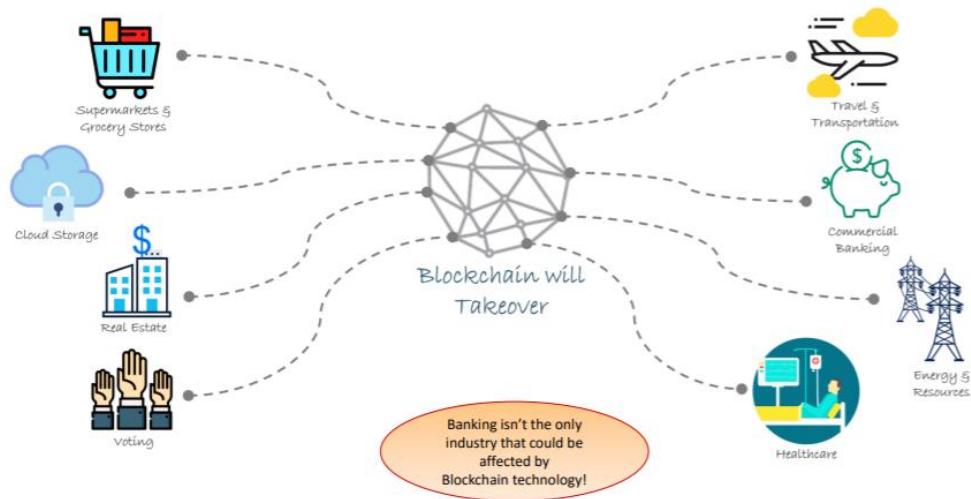 Supermarkets &
Grocery Stores
Cloud Storage
$
Real Estate
Voting
Blockchain will
Takeover
Banking isn't the only
industry that could be
affected by
Blockchain technology!
Travel &
Transportation
$
Commercial
Banking
Energy &
Resources
Healthcare